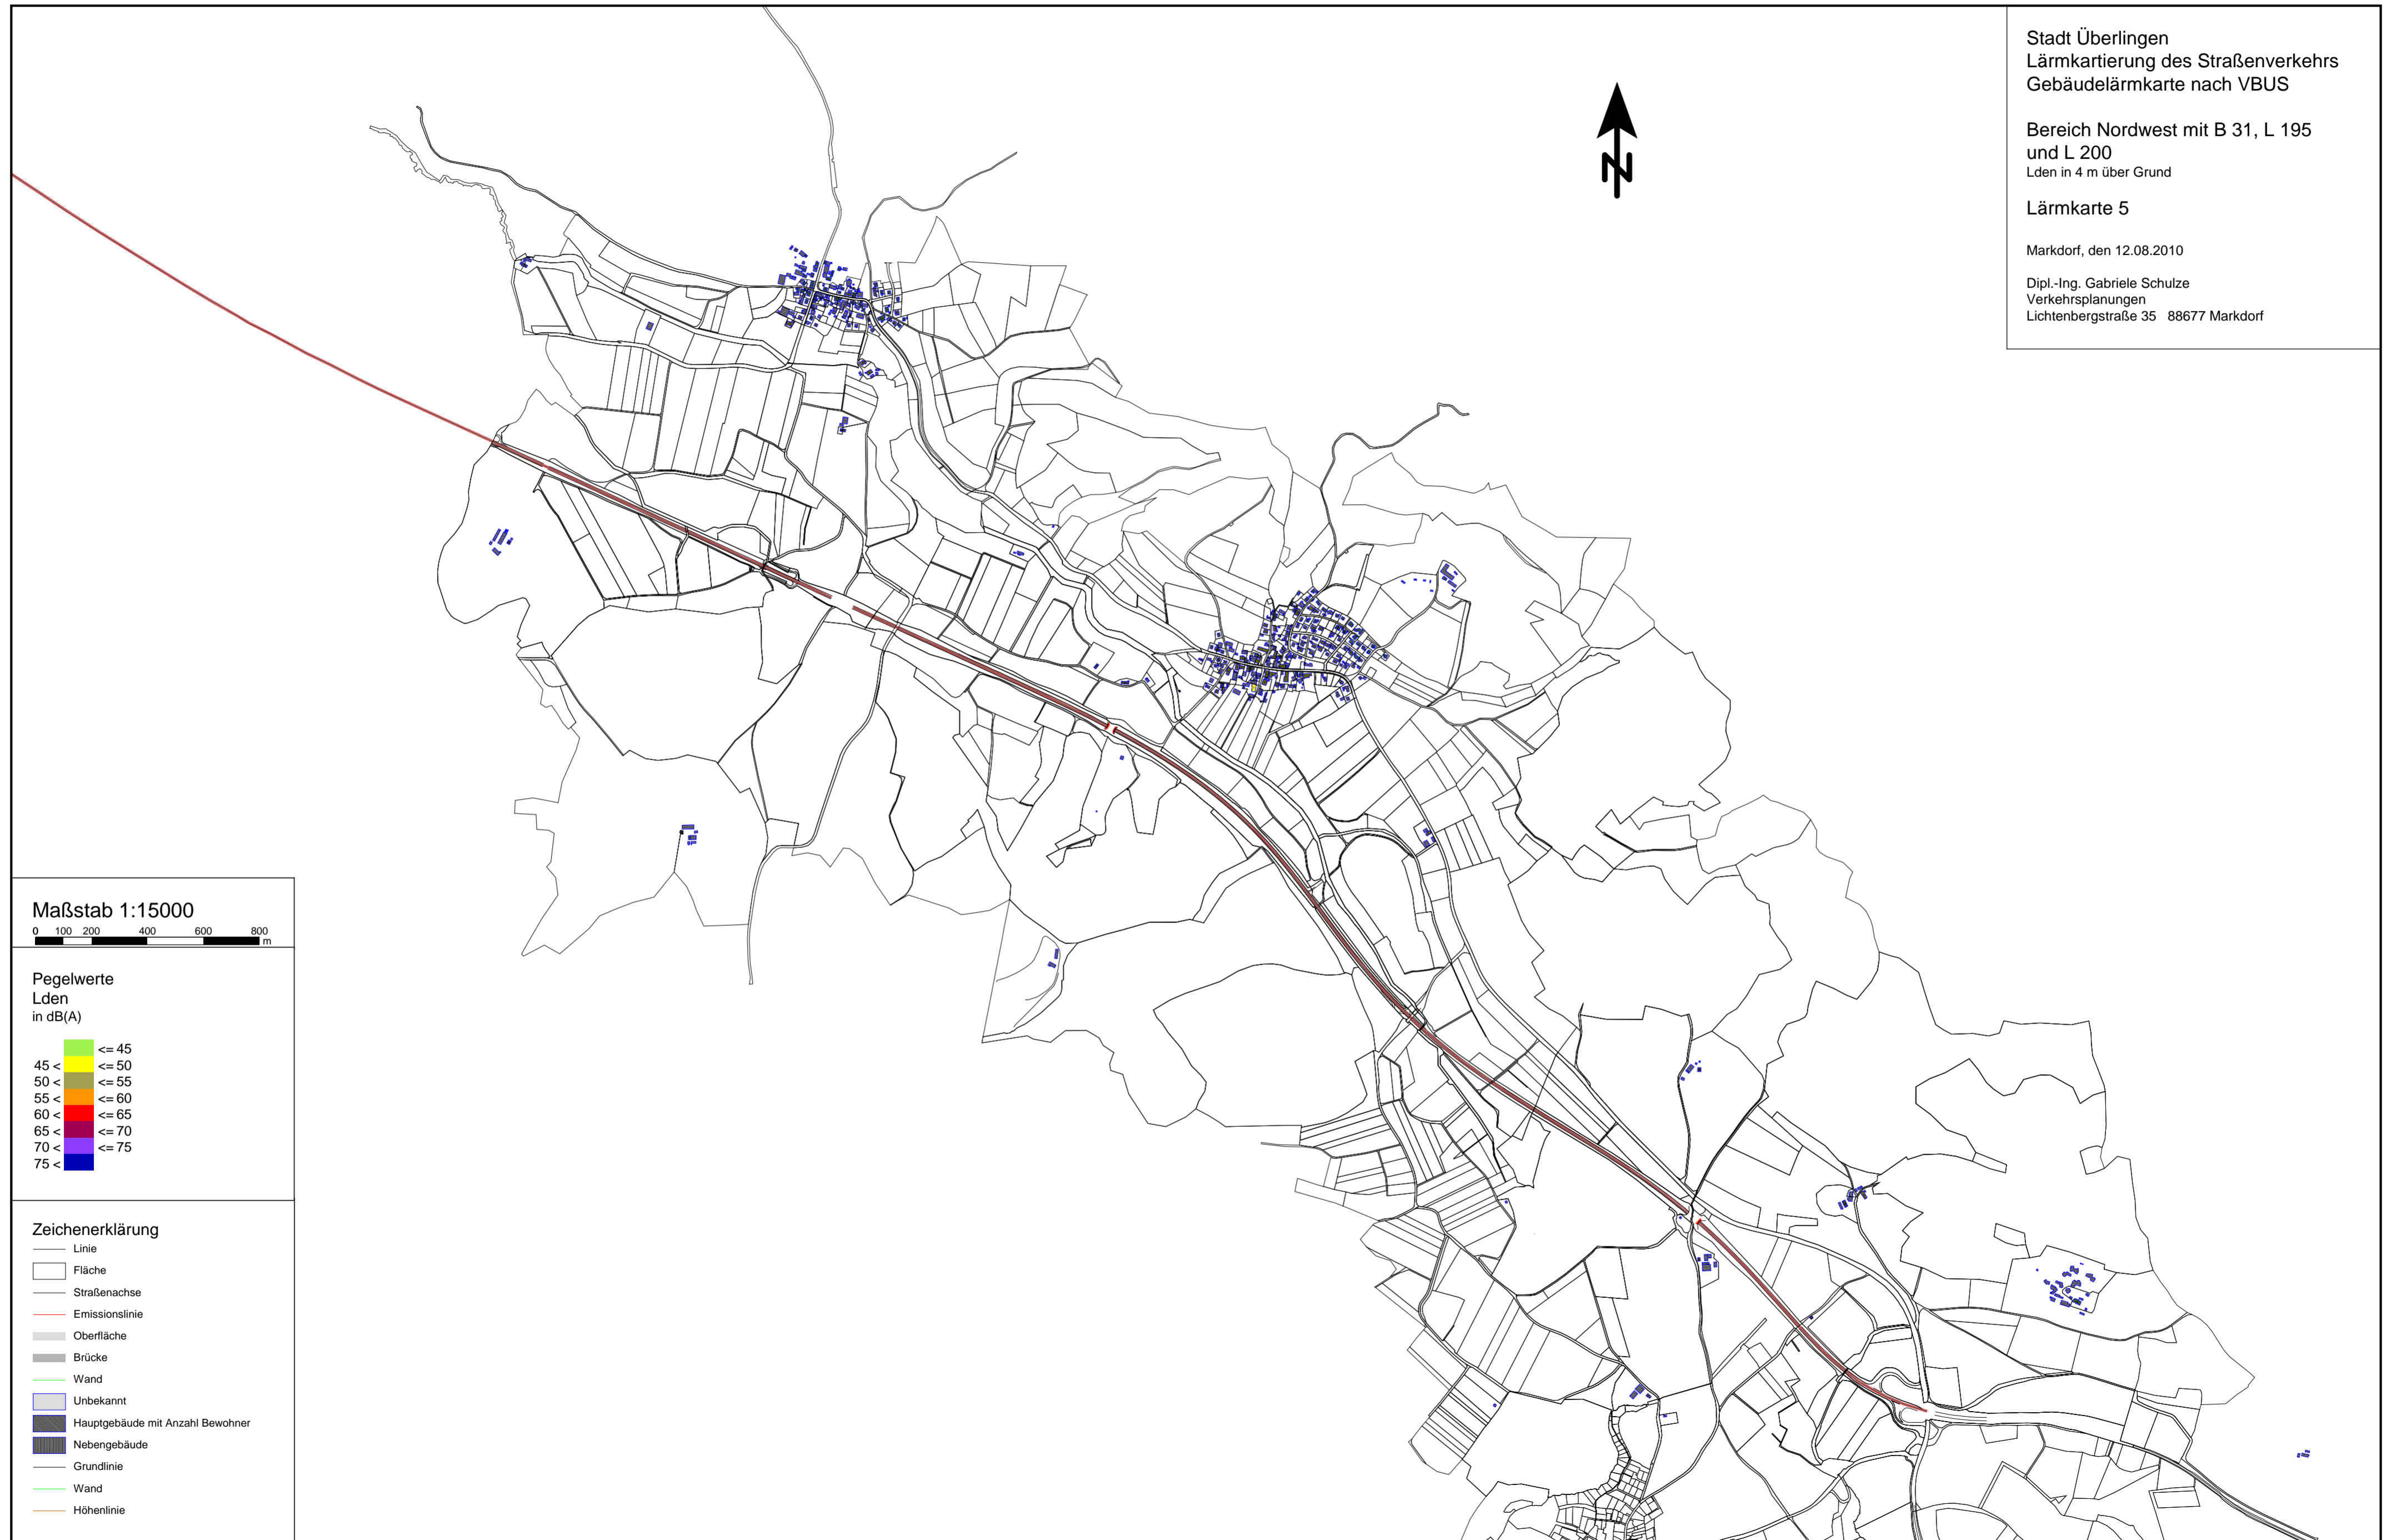 Stadt Überlingen
Lärmkartierung des Straßenverkehrs
Gebäudelärmkarte nach VBUS
Bereich Nordwest mit B 31, L 195
und L 200
Lden in 4 m über Grund
Lärmkarte 5
Markdorf, den 12.08.2010
Dipl.-Ing. Gabriele Schulze
Verkehrsplanungen
Lichtenbergstraße 35 88677 Markdorf
N
Maßstab 1:15000
0 100 200 400 600 800
m
Pegelwerte
Lden
in dB(A)
<= 45
45 < <= 50
50 < <= 55
55 < <= 60
60 < <= 65
65 < <= 70
70 < <= 75
75 <
Zeichenerklärung
Linie
Fläche
Straßenachse
Emissionslinie
Oberfläche
Brücke
Wand
Unbekannt
Hauptgebäude mit Anzahl Bewohner
Nebengebäude
Grundlinie
Wand
Höhenlinie